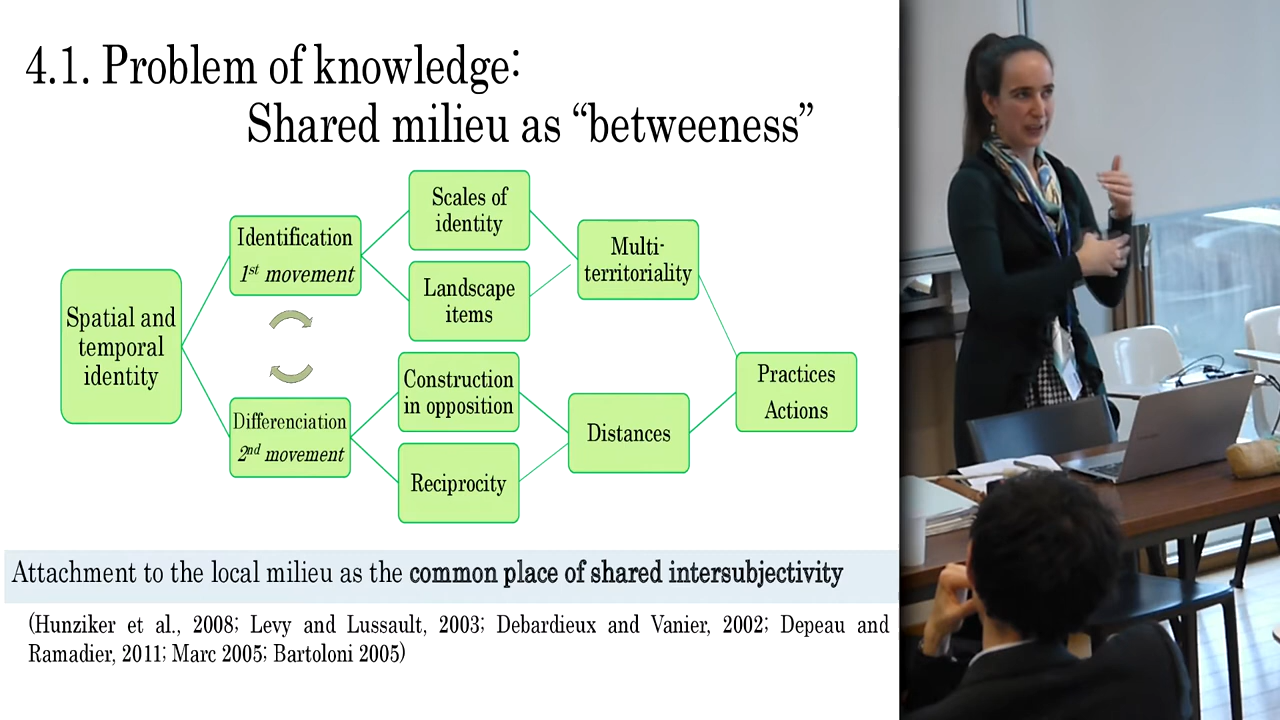 4.1. Problem of knowledge:
Shared milieu as “betweeness”
Scales of
identity
Identification
1st movement
Multi-
territoriality
Landscape
items
Spatial and
temporal
identity
Construction
in opposition
Practices
Actions
Differenciation
2nd movement
Distances
Reciprocity
Attachment to the local milieu as the common place of shared intersubjectivity
(Hunziker et al., 2008; Levy and Lussault, 2003; Debardieux and Vanier, 2002; Depeau and
Ramadier, 2011; Marc 2005; Bartoloni 2005)